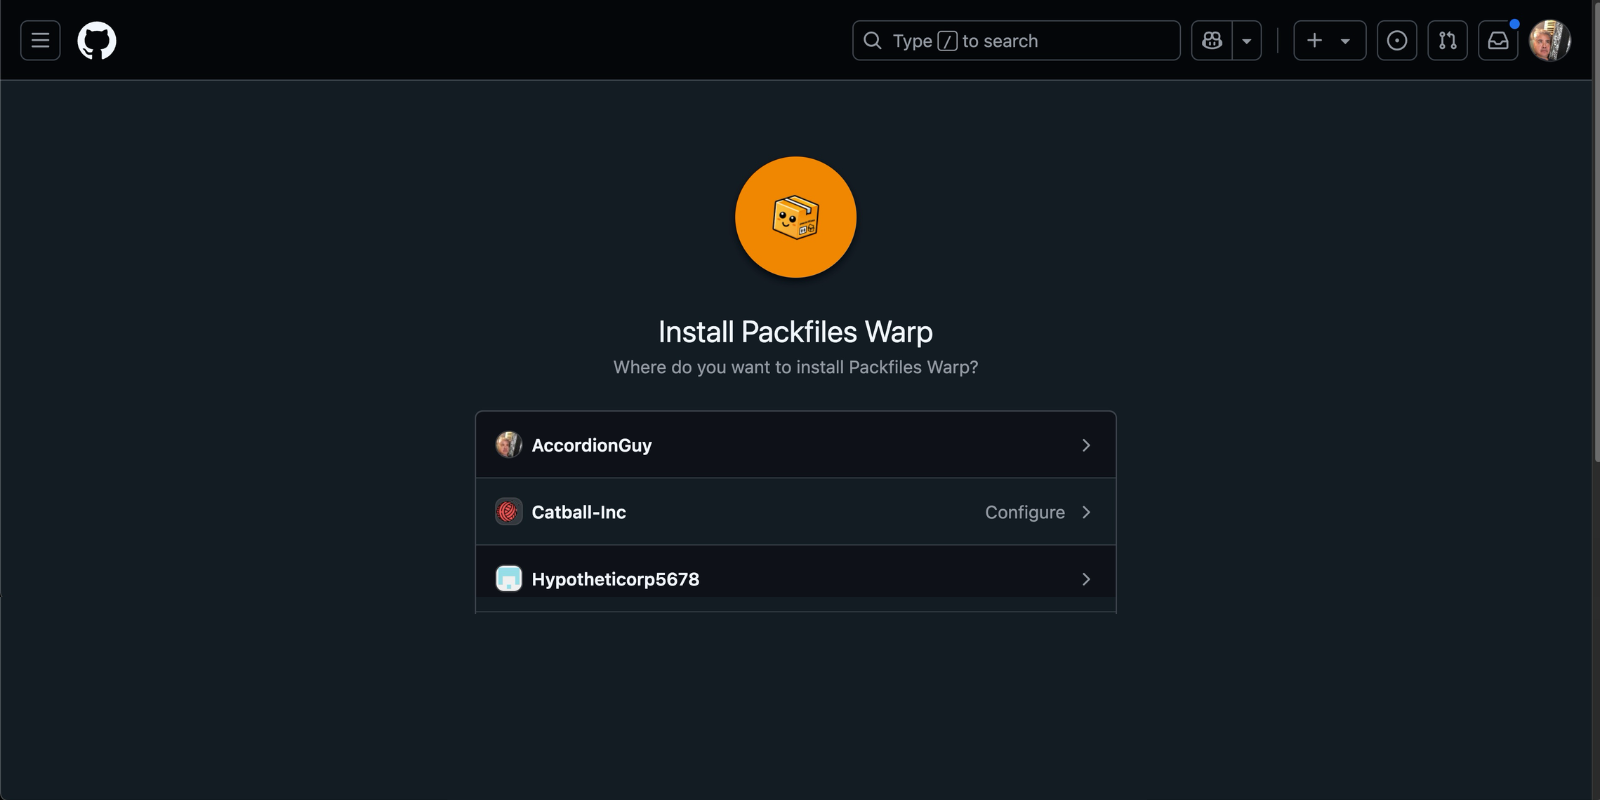 Type / to search
Install Packfiles Warp
Where do you want to install Packfiles Warp?
AccordionGuy
Catball-Inc Configure
Hypotheticorp5678